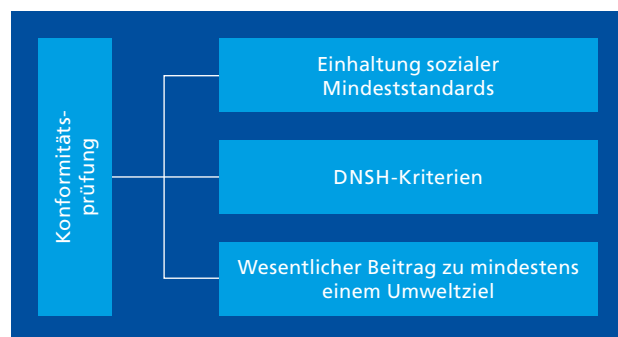 Konformitäts-
prüfung
Einhaltung sozialer
Mindeststandards
DNSH-Kriterien
Wesentlicher Beitrag zu mindestens
einem Umweltziel